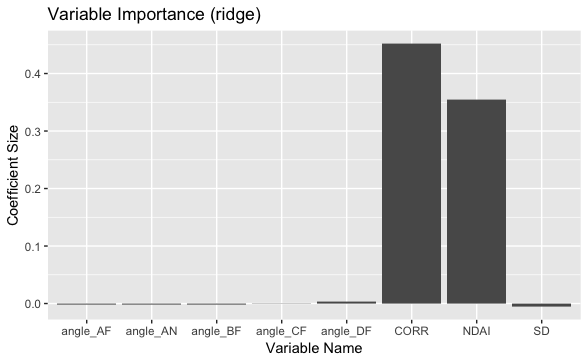 Variable Importance (ridge)
Coefficient Size
0.4
0.3
0.2
0.1
0.0
angle_AF angle_AN angle_BF angle_CF angle_DF CORR NDAI SD
Variable Name